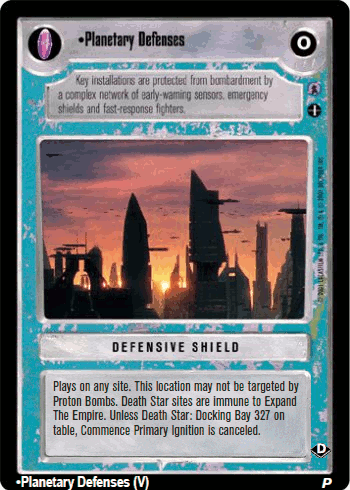 •Planetary Defenses
Key installations are protected from bombardment by
a complex network of early-warning sensors, emergency
shields and fast-response fighters.
DEFENSIVE SHIELD
Plays on any site. This location may not be targeted by
Proton Bombs. Death Star sites are immune to Expand
The Empire. Unless Death Star: Docking Bay 327 on
table, Commence Primary Ignition is canceled.
D
•Planetary Defenses (V)
P